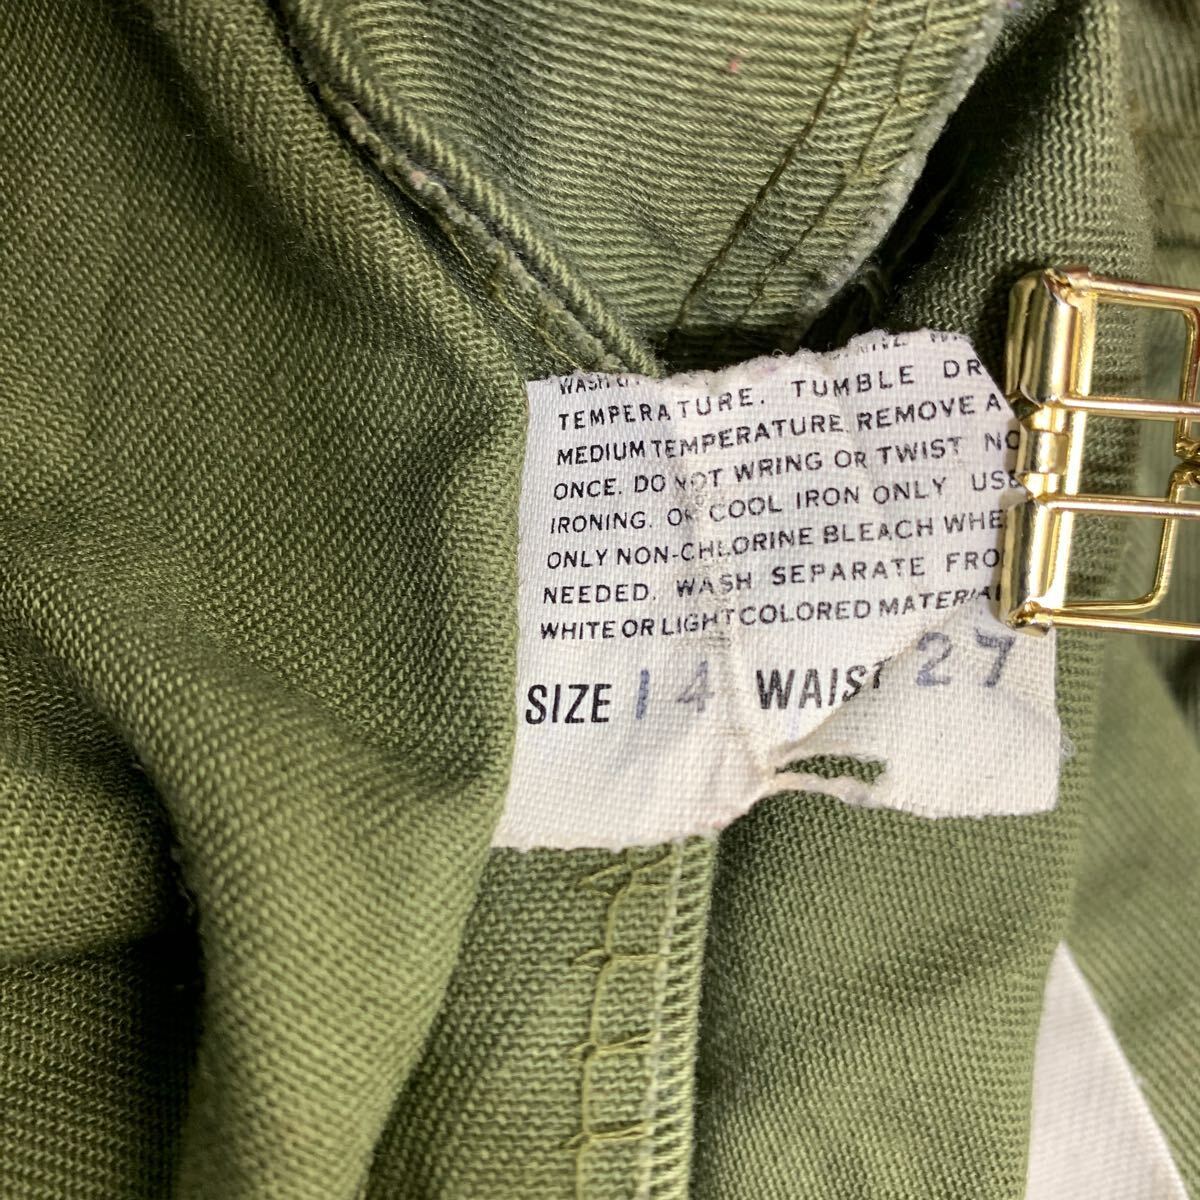 TEMPERATURE. TUMBLE DR
MEDIUM TEMPERATURE. REMOVE A
ONCE. DO NOT WRING OR TWIST NO
IRONING. OR COOL IRON ONLY USE
ONLY NON-CHLORINE BLEACH WHE
NEEDED. WASH SEPARATE FRO
WHITE OR LIGHT COLORED MATERIA
SIZE 14 WAIST 27